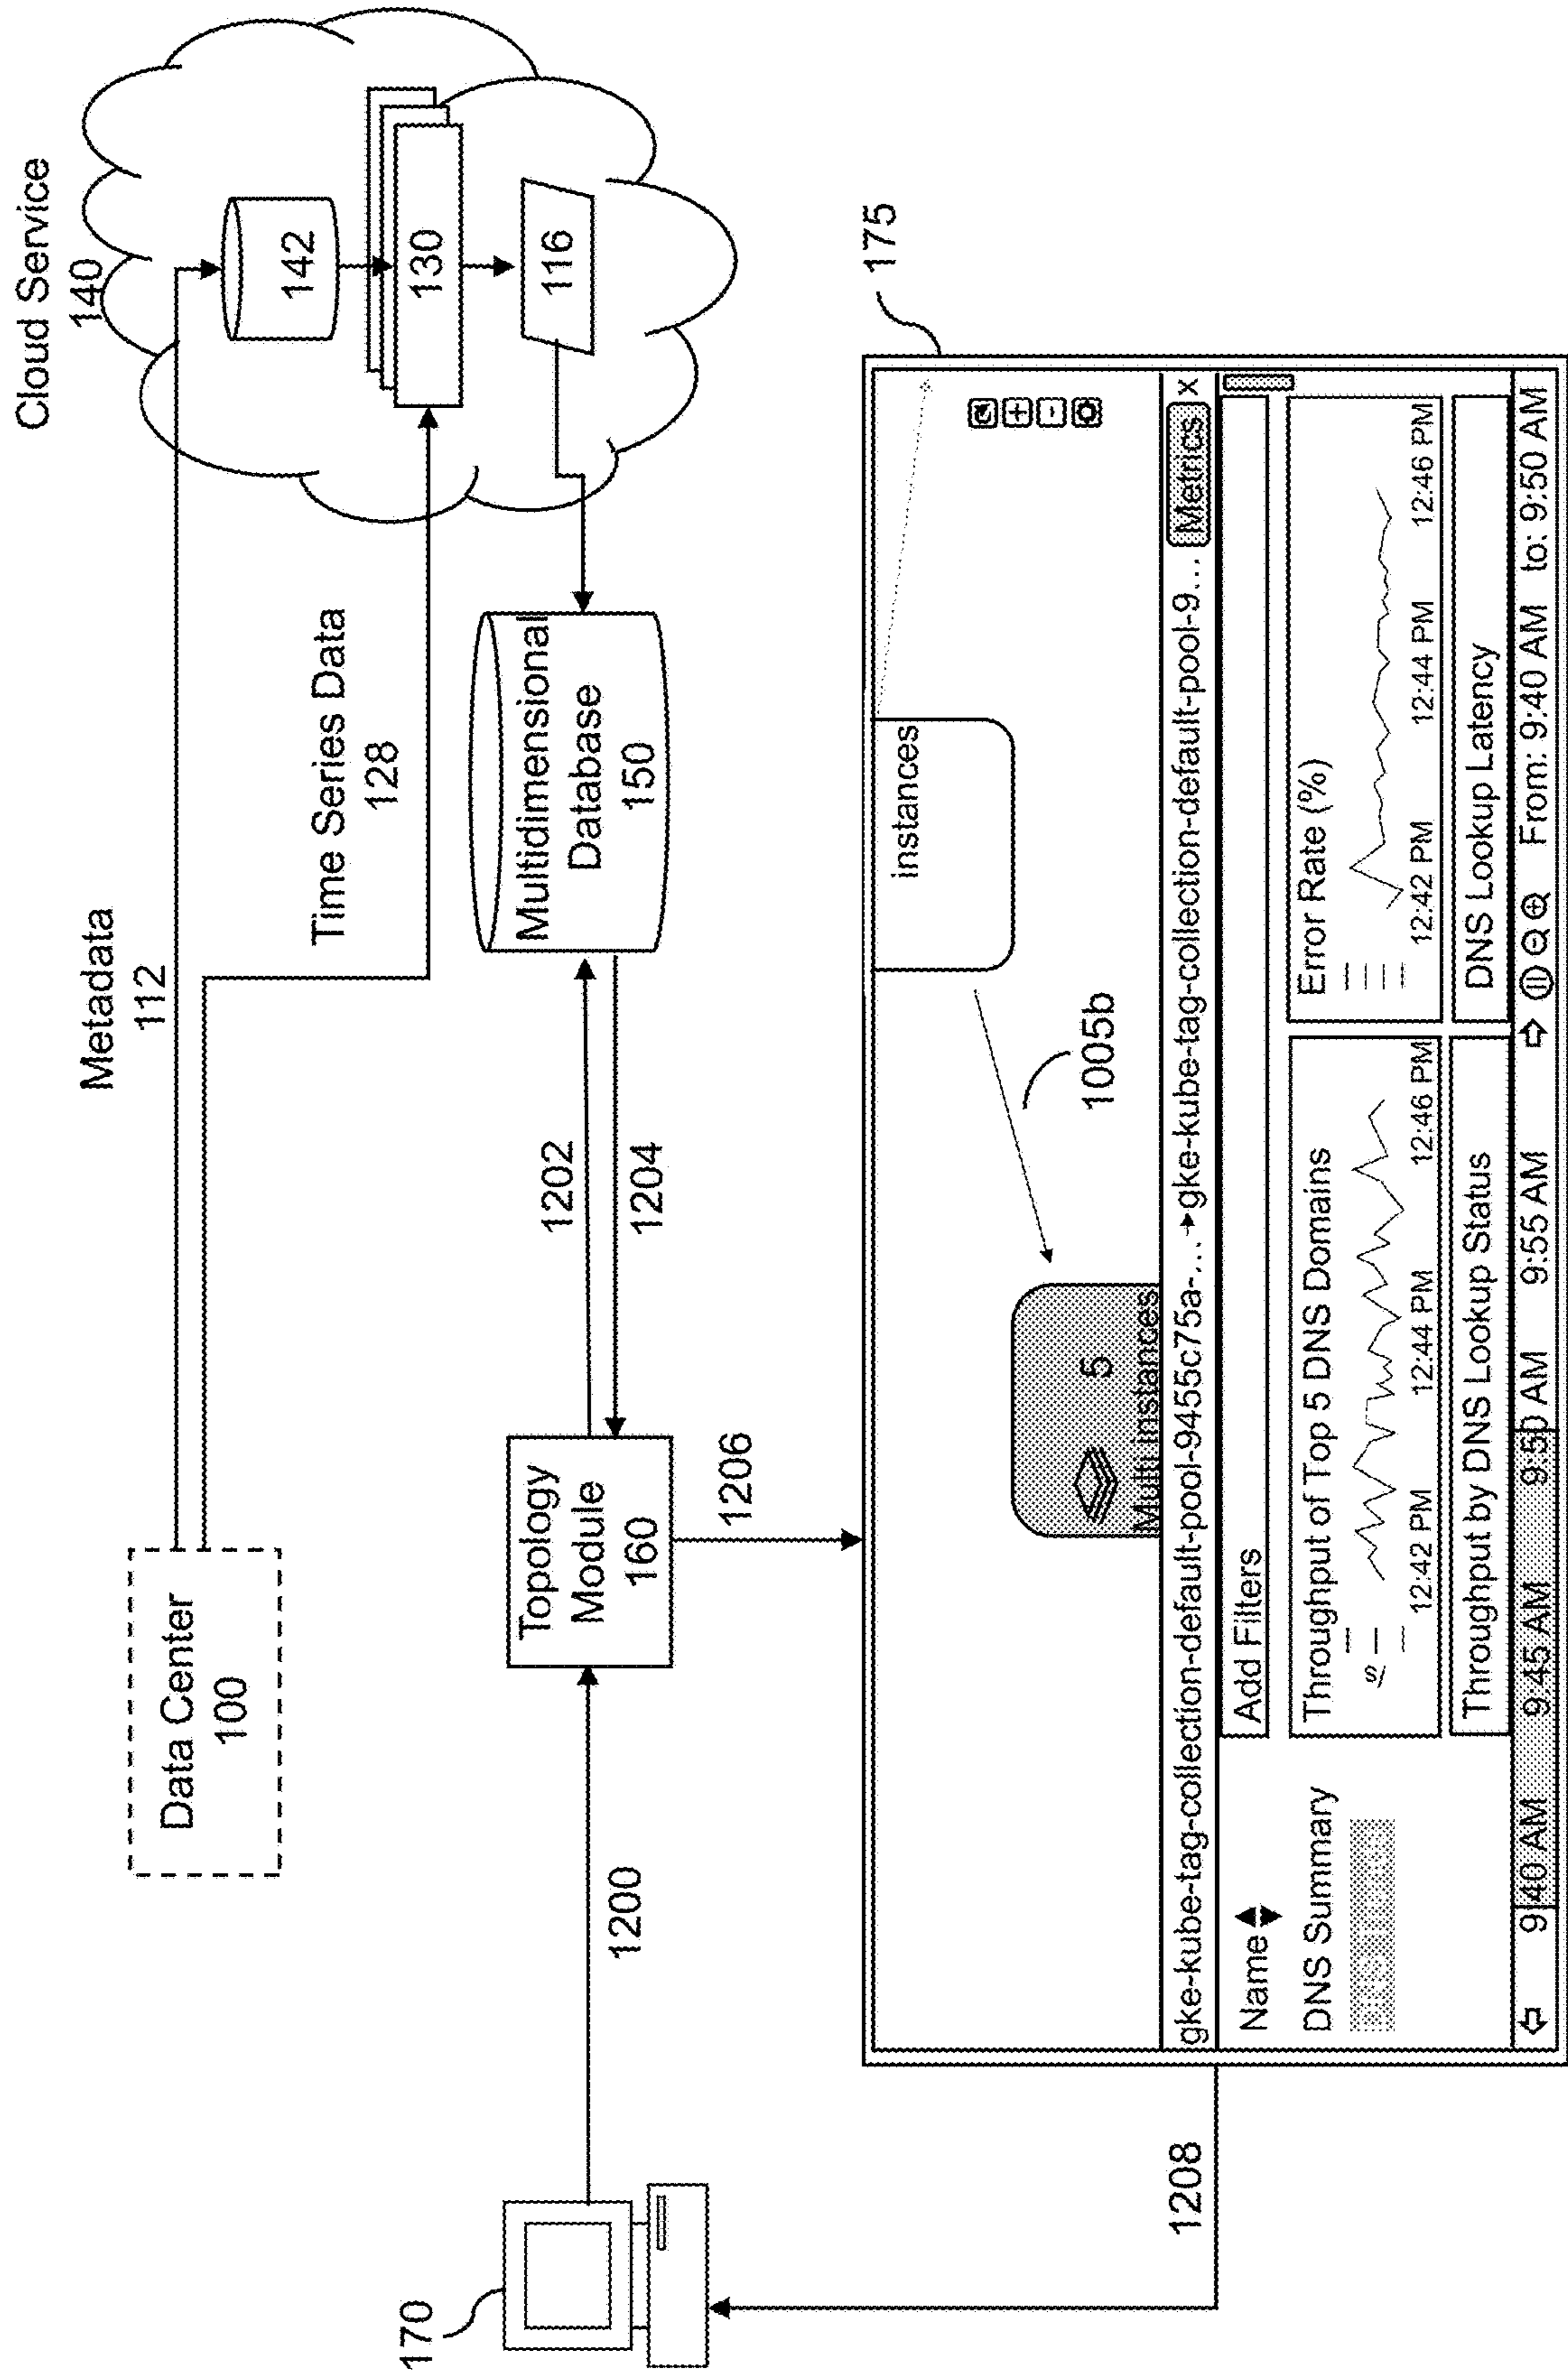 Cloud Service
140
Metadata
112
Data Center
100
142
Time Series Data
128
130
116
Topology
Module
160
1202
1204
Multidimensional
Database
150
170
1200
1206
175
instances
1005b
5
Multi instances
gke-kube-tag-collection-default-pool-9455c75a-... gke-kube-tag-collection-default-pool-9... Metrics x
1208
Name
Add Filters
DNS Summary
Throughput of Top 5 DNS Domains
12:42 PM 12:44 PM 12:46 PM
Error Rate (%)
12:42 PM 12:44 PM 12:46 PM
Throughput by DNS Lookup Status
DNS Lookup Latency
9:40 AM 9:45 AM 9:50 AM 9:55 AM From: 9:40 AM to: 9:50 AM